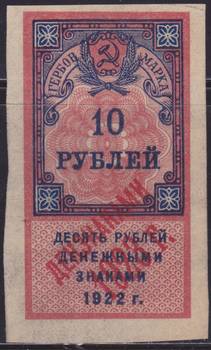 ГЕРБОВ. МАРКА.
10
РУБЛЕЙ
ДЕСЯТЬ РУБЛЕЙ
ДЕНЕЖНЫМИ
ЗНАКАМИ
1922 г.